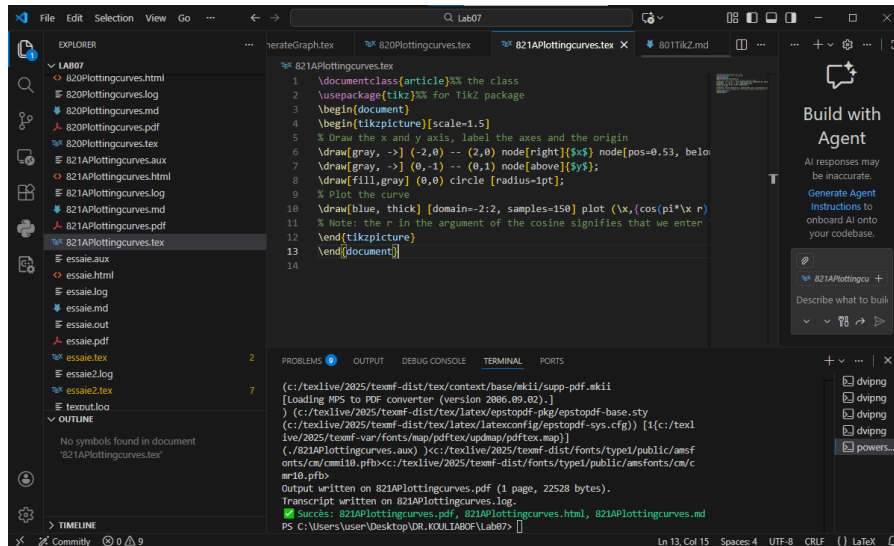 File Edit Selection View Go ··· Lab07
EXPLORER ···
LAB07
820Plottingcurves.html
820Plottingcurves.log
820Plottingcurves.md
820Plottingcurves.pdf
820Plottingcurves.tex
821APlottingcurves.aux
821APlottingcurves.html
821APlottingcurves.log
821APlottingcurves.md
821APlottingcurves.pdf
821APlottingcurves.tex
essaie.aux
essaie.html
essaie.log
essaie.md
essaie.out
essaie.pdf
essaie.tex 2
essaie2.log
essaie2.tex 7
texput.log
OUTLINE
No symbols found in document
'821APlottingcurves.tex'
TIMELINE
nerateGraph.tex 820Plottingcurves.tex 821APlottingcurves.tex 801TikZ.md
821APlottingcurves.tex
1 \documentclass{article}%% the class
2 \usepackage{tikz}%% for TikZ package
3 \begin{document}
4 \begin{tikzpicture}[scale=1.5]
5 % Draw the x and y axis, label the axes and the origin
6 \draw[gray, ->] (-2,0) -- (2,0) node[right]{$x$} node[pos=0.53, belo
7 \draw[gray, ->] (0,-1) -- (0,1) node[above]{$y$};
8 \draw[fill,gray] (0,0) circle [radius=1pt];
9 % Plot the curve
10 \draw[blue, thick] [domain=-2:2, samples=150] plot (\x,{cos(pi*\x r)
11 % Note: the r in the argument of the cosine signifies that we enter
12 \end{tikzpicture}
13 \end{document}
14
PROBLEMS 9 OUTPUT DEBUG CONSOLE TERMINAL PORTS
(c:/texlive/2025/texmf-dist/tex/context/base/mkii/supp-pdf.mkii
[Loading MPS to PDF converter (version 2006.09.02).]
) (c:/texlive/2025/texmf-dist/tex/latex/epstopdf-pkg/epstopdf-base.sty
(c:/texlive/2025/texmf-dist/tex/latex/latexconfig/epstopdf-sys.cfg)) [1{c:/texl
ive/2025/texmf-var/fonts/map/pdftex/updmap/pdftex.map}]
(./821APlottingcurves.aux) )<c:/texlive/2025/texmf-dist/fonts/type1/public/amsf
onts/cm/cmmi10.pfb><c:/texlive/2025/texmf-dist/fonts/type1/public/amsfonts/cm/c
mr10.pfb>
Output written on 821APlottingcurves.pdf (1 page, 22528 bytes).
Transcript written on 821APlottingcurves.log.
✅ Succès: 821APlottingcurves.pdf, 821APlottingcurves.html, 821APlottingcurves.md
PS C:\Users\user\Desktop\DR.KOULIABOF\Lab07>
dvipng
dvipng
dvipng
dvipng
powers...
Build with
Agent
AI responses may
be inaccurate.
Generate Agent
Instructions to
onboard AI onto
your codebase.
821APlottingcu +
Describe what to buil
Commitly 0 9 Ln 13, Col 15 Spaces: 4 UTF-8 CRLF {} LaTeX